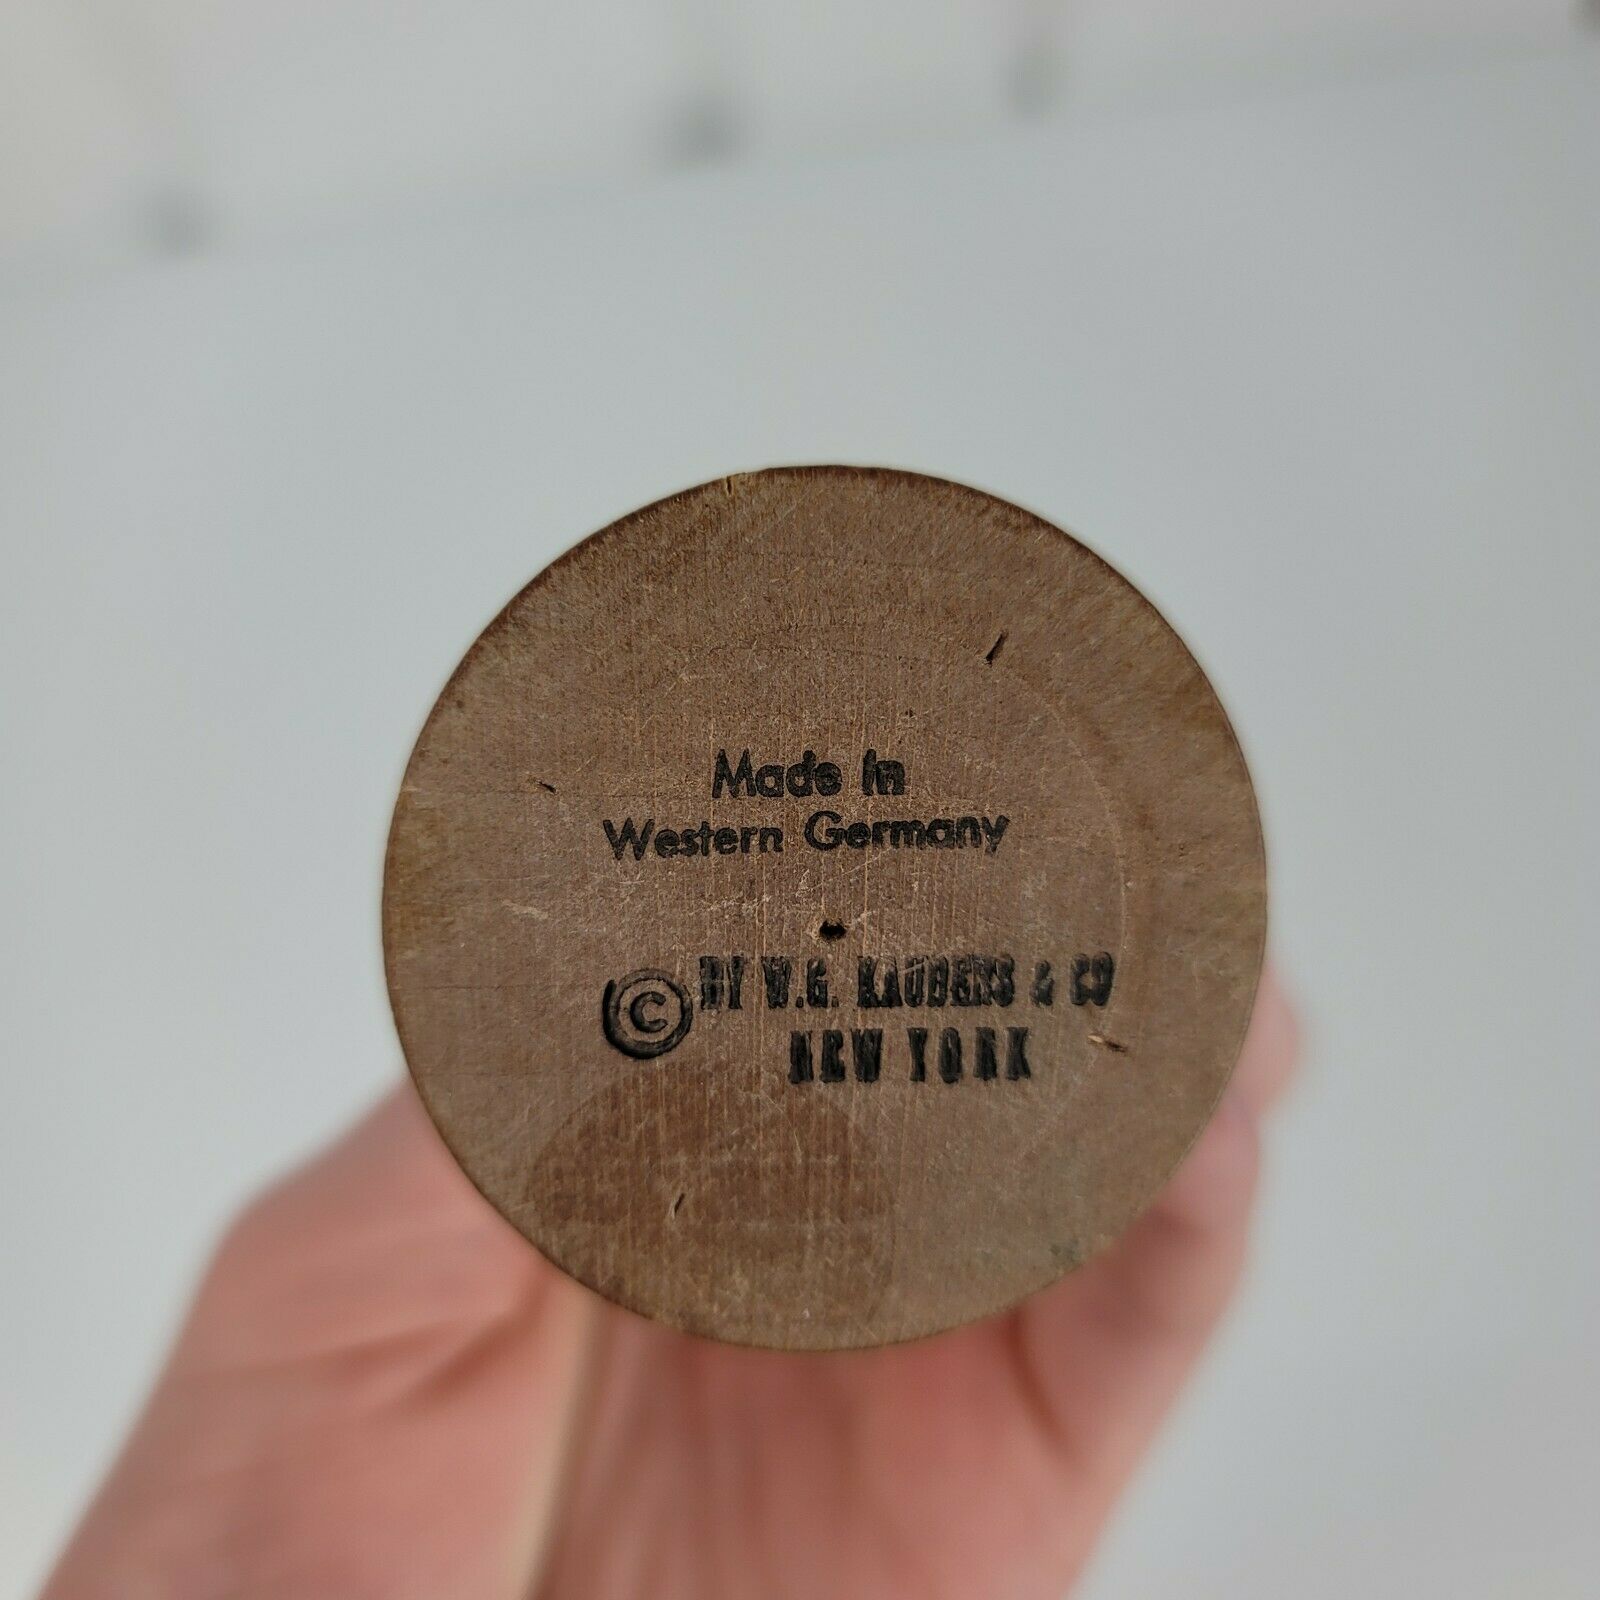 Made In
Western Germany
© BY W.G. KAUDERS & CO
NEW YORK